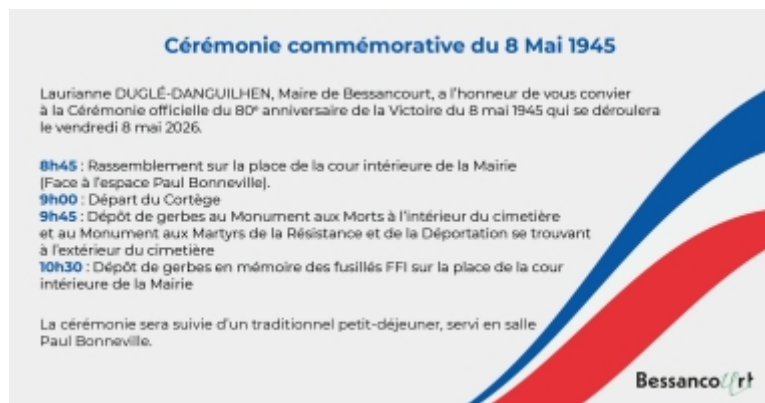 Cérémonie commémorative du 8 Mai 1945
Laurianne DUGLÉ-DANGUILHEN, Maire de Bessancourt, a l'honneur de vous convier
à la Cérémonie officielle du 80e anniversaire de la Victoire du 8 mai 1945 qui se déroulera
le vendredi 8 mai 2026.
8h45 : Rassemblement sur la place de la cour intérieure de la Mairie
(Face à l'espace Paul Bonneville).
9h00 : Départ du Cortège
9h45 : Dépôt de gerbes au Monument aux Morts à l'intérieur du cimetière
et au Monument aux Martyrs de la Résistance et de la Déportation se trouvant
à l'extérieur du cimetière
10h30 : Dépôt de gerbes en mémoire des fusillés FFI sur la place de la cour
intérieure de la Mairie
La cérémonie sera suivie d'un traditionnel petit-déjeuner, servi en salle
Paul Bonneville.
Bessancourt